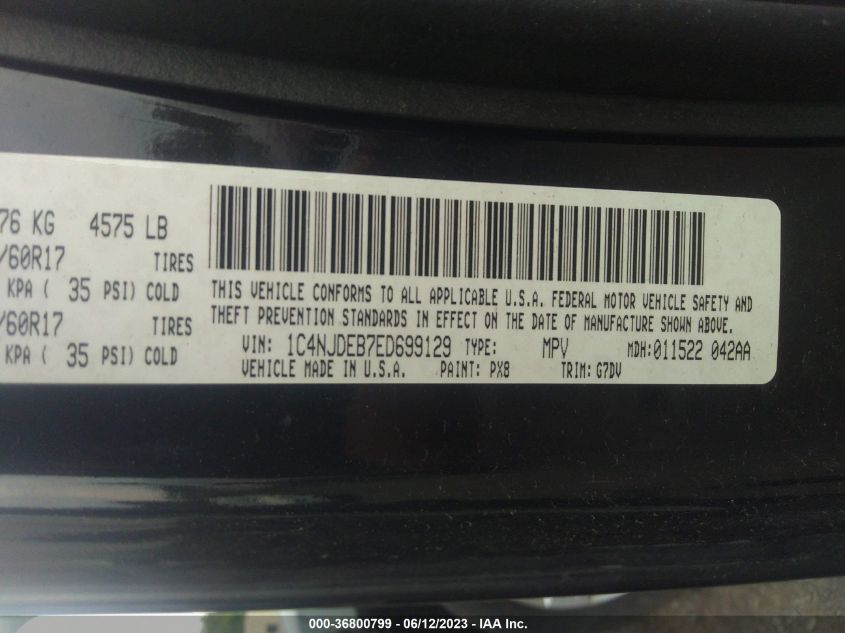 76 KG 4575 LB
/60R17 TIRES
KPA ( 35 PSI) COLD
/60R17 TIRES
KPA ( 35 PSI) COLD
THIS VEHICLE CONFORMS TO ALL APPLICABLE U.S.A. FEDERAL MOTOR VEHICLE SAFETY AND
THEFT PREVENTION STANDARDS IN EFFECT ON THE DATE OF MANUFACTURE SHOWN ABOVE.
VIN: 1C4NJDEB7ED699129 TYPE: MPV MDH:011522 042AA
VEHICLE MADE IN U.S.A. PAINT: PX8 TRIM: G7DV
000-36800799 - 06/12/2023 - IAA Inc.